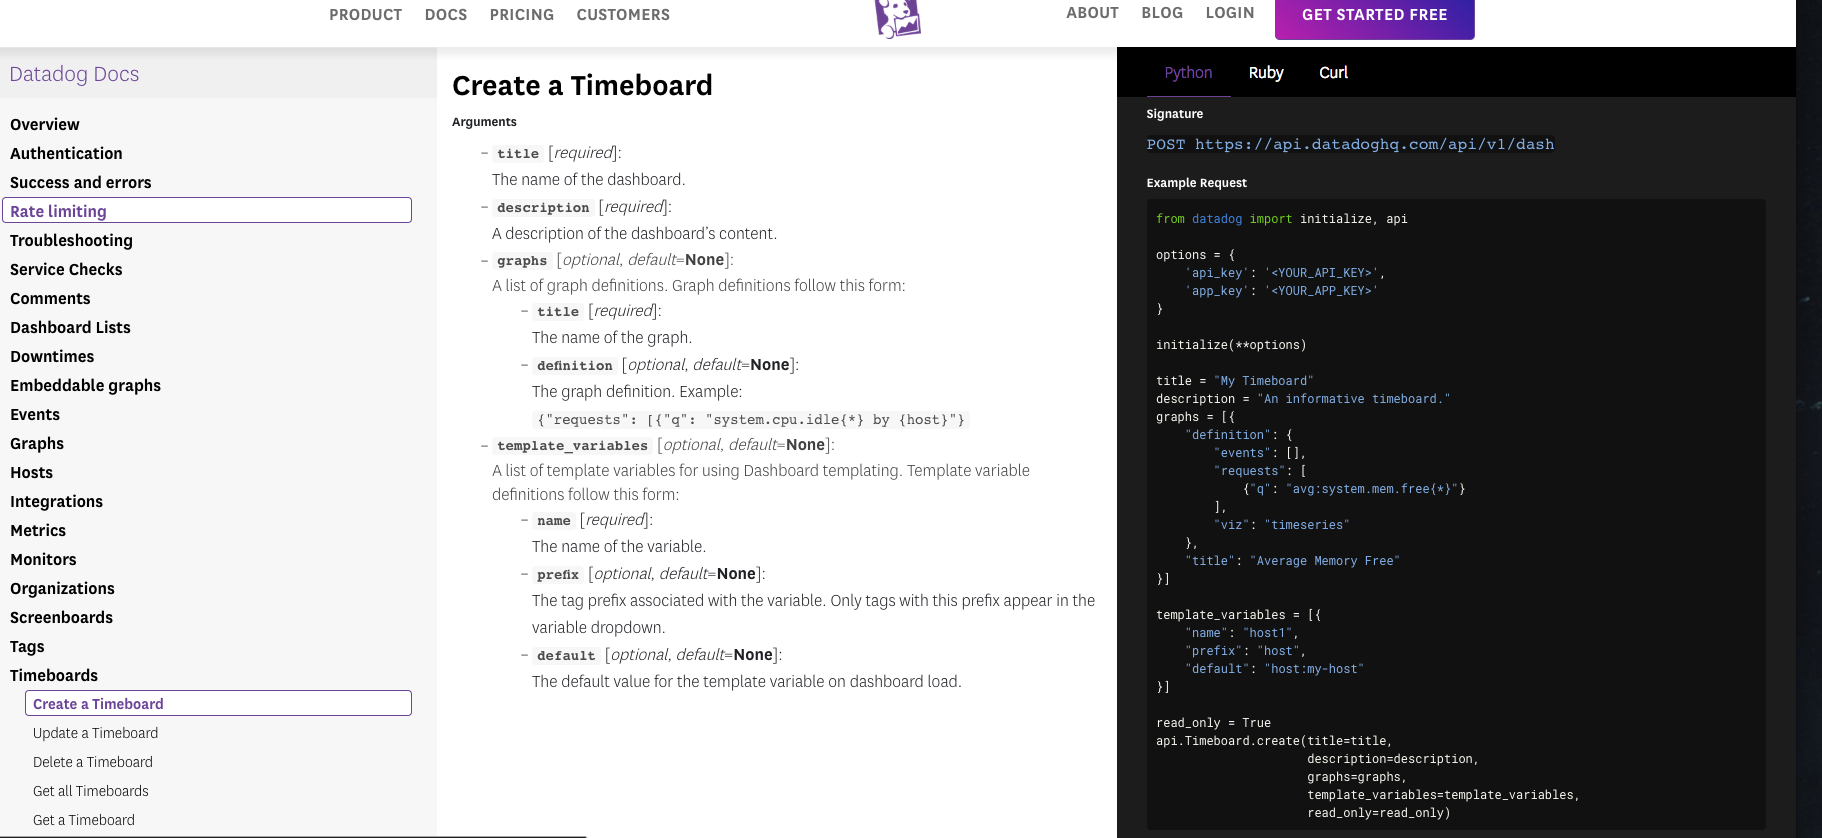 PRODUCT DOCS PRICING CUSTOMERS ABOUT BLOG LOGIN GET STARTED FREE
Datadog Docs
Overview
Authentication
Success and errors
Rate limiting
Troubleshooting
Service Checks
Comments
Dashboard Lists
Downtimes
Embeddable graphs
Events
Graphs
Hosts
Integrations
Metrics
Monitors
Organizations
Screenboards
Tags
Timeboards
Create a Timeboard
Update a Timeboard
Delete a Timeboard
Get all Timeboards
Get a Timeboard
Create a Timeboard
Arguments
– title [required]:
The name of the dashboard.
– description [required]:
A description of the dashboard's content.
– graphs [optional, default=None]:
A list of graph definitions. Graph definitions follow this form:
– title [required]:
The name of the graph.
– definition [optional, default=None]:
The graph definition. Example:
{"requests": [{"q": "system.cpu.idle{*} by {host}"}
– template_variables [optional, default=None]:
A list of template variables for using Dashboard templating. Template variable
definitions follow this form:
– name [required]:
The name of the variable.
– prefix [optional, default=None]:
The tag prefix associated with the variable. Only tags with this prefix appear in the
variable dropdown.
– default [optional, default=None]:
The default value for the template variable on dashboard load.
Python Ruby Curl
Signature
POST https://api.datadoghq.com/api/v1/dash
Example Request
from datadog import initialize, api
options = {
    'api_key': '<YOUR_API_KEY>',
    'app_key': '<YOUR_APP_KEY>'
}
initialize(**options)
title = "My Timeboard"
description = "An informative timeboard."
graphs = [{
    "definition": {
        "events": [],
        "requests": [
            {"q": "avg:system.mem.free{*}"}
        ],
        "viz": "timeseries"
    },
    "title": "Average Memory Free"
}]
template_variables = [{
    "name": "host1",
    "prefix": "host",
    "default": "host:my-host"
}]
read_only = True
api.Timeboard.create(title=title,
                     description=description,
                     graphs=graphs,
                     template_variables=template_variables,
                     read_only=read_only)